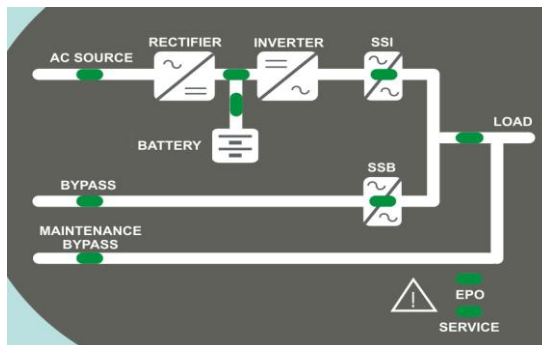 RECTIFIER INVERTER SSI
AC SOURCE
LOAD
BATTERY
SSB
BYPASS
MAINTENANCE
BYPASS
EPO
SERVICE